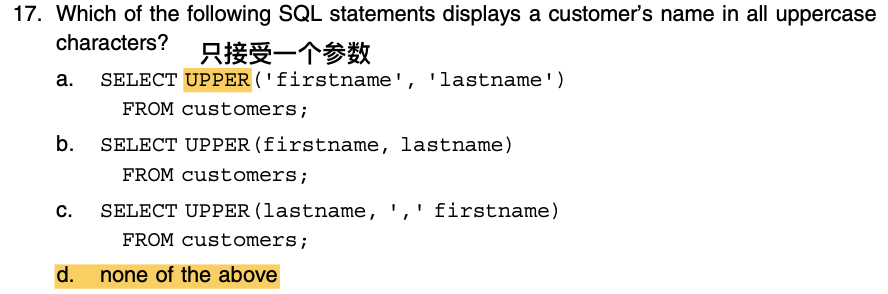 17. Which of the following SQL statements displays a customer’s name in all uppercase
characters?
只接受一个参数
a. SELECT UPPER('firstname', 'lastname')
FROM customers;
b. SELECT UPPER(firstname, lastname)
FROM customers;
c. SELECT UPPER(lastname, ',' firstname)
FROM customers;
d. none of the above